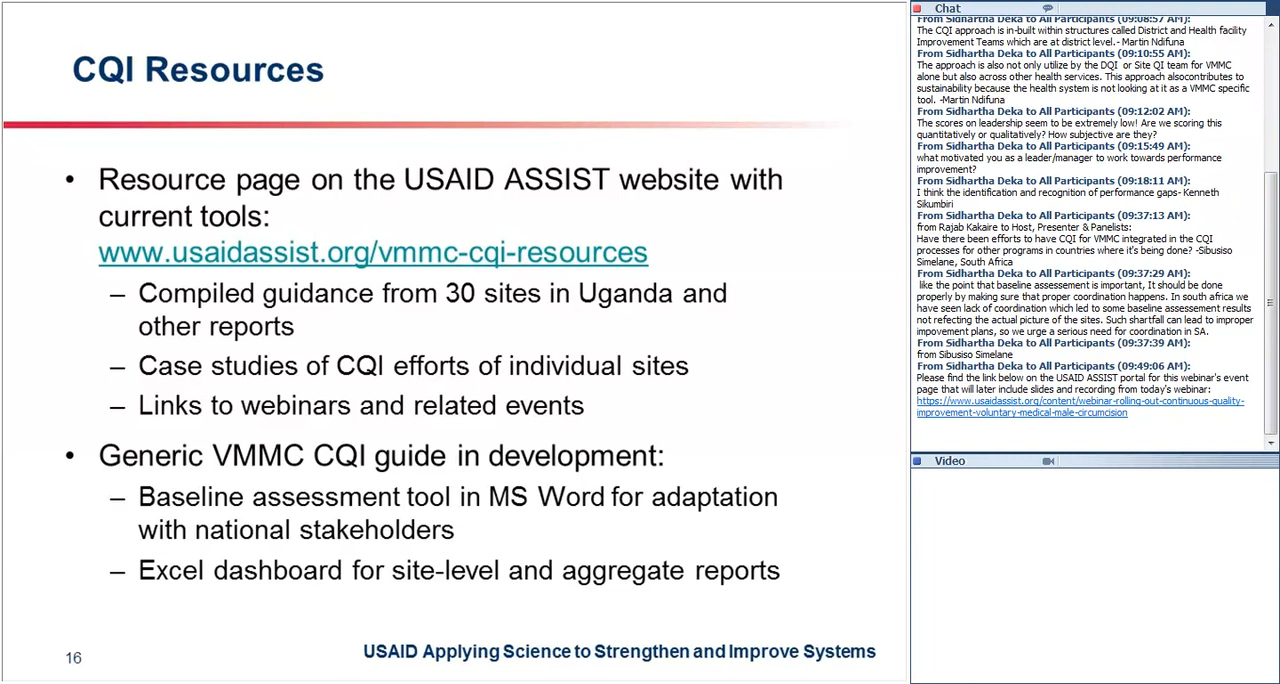 CQI Resources
• Resource page on the USAID ASSIST website with
current tools:
www.usaidassist.org/vmmc-cqi-resources
– Compiled guidance from 30 sites in Uganda and
other reports
– Case studies of CQI efforts of individual sites
– Links to webinars and related events
• Generic VMMC CQI guide in development:
– Baseline assessment tool in MS Word for adaptation
with national stakeholders
– Excel dashboard for site-level and aggregate reports
16
USAID Applying Science to Strengthen and Improve Systems
Chat
From Sidhartha Deka to All Participants (09:08:57 AM):
The CQI approach is in-built within structures called District and Health facility
Improvement Teams which are at district level.- Martin Ndifuna
From Sidhartha Deka to All Participants (09:10:55 AM):
The approach is also not only utilize by the DQI or Site QI team for VMMC
alone but also across other health services. This approach alsocontributes to
sustainability because the health system is not looking at it as a VMMC specific
tool. -Martin Ndifuna
From Sidhartha Deka to All Participants (09:12:02 AM):
The scores on leadership seem to be extremely low! Are we scoring this
quantitatively or qualitatively? How subjective are they?
From Sidhartha Deka to All Participants (09:15:49 AM):
what motivated you as a leader/manager to work towards performance
improvement?
From Sidhartha Deka to All Participants (09:18:11 AM):
I think the identification and recognition of performance gaps- Kenneth
Sikumbiri
From Sidhartha Deka to All Participants (09:37:13 AM):
from Rajab Kakaire to Host, Presenter & Panelists:
Have there been efforts to have CQI for VMMC integrated in the CQI
processes for other programs in countries where it's being done? -Sibusiso
Simelane, South Africa
From Sidhartha Deka to All Participants (09:37:29 AM):
like the point that baseline assessment is important, It should be done
properly by making sure that proper coordination happens. In south africa we
have seen lack of coordination which led to some baseline assessment results
not refecting the actual picture of the sites. Such shartfall can lead to improper
impovement plans, so we urge a serious need for coordination in SA.
From Sidhartha Deka to All Participants (09:37:39 AM):
from Sibusiso Simelane
From Sidhartha Deka to All Participants (09:49:06 AM):
Please find the link below on the USAID ASSIST portal for this webinar's event
page that will later include slides and recording from today's webinar:
https://www.usaidassist.org/content/webinar-rolling-out-continuous-quality-
improvement-voluntary-medical-male-circumcision
Video